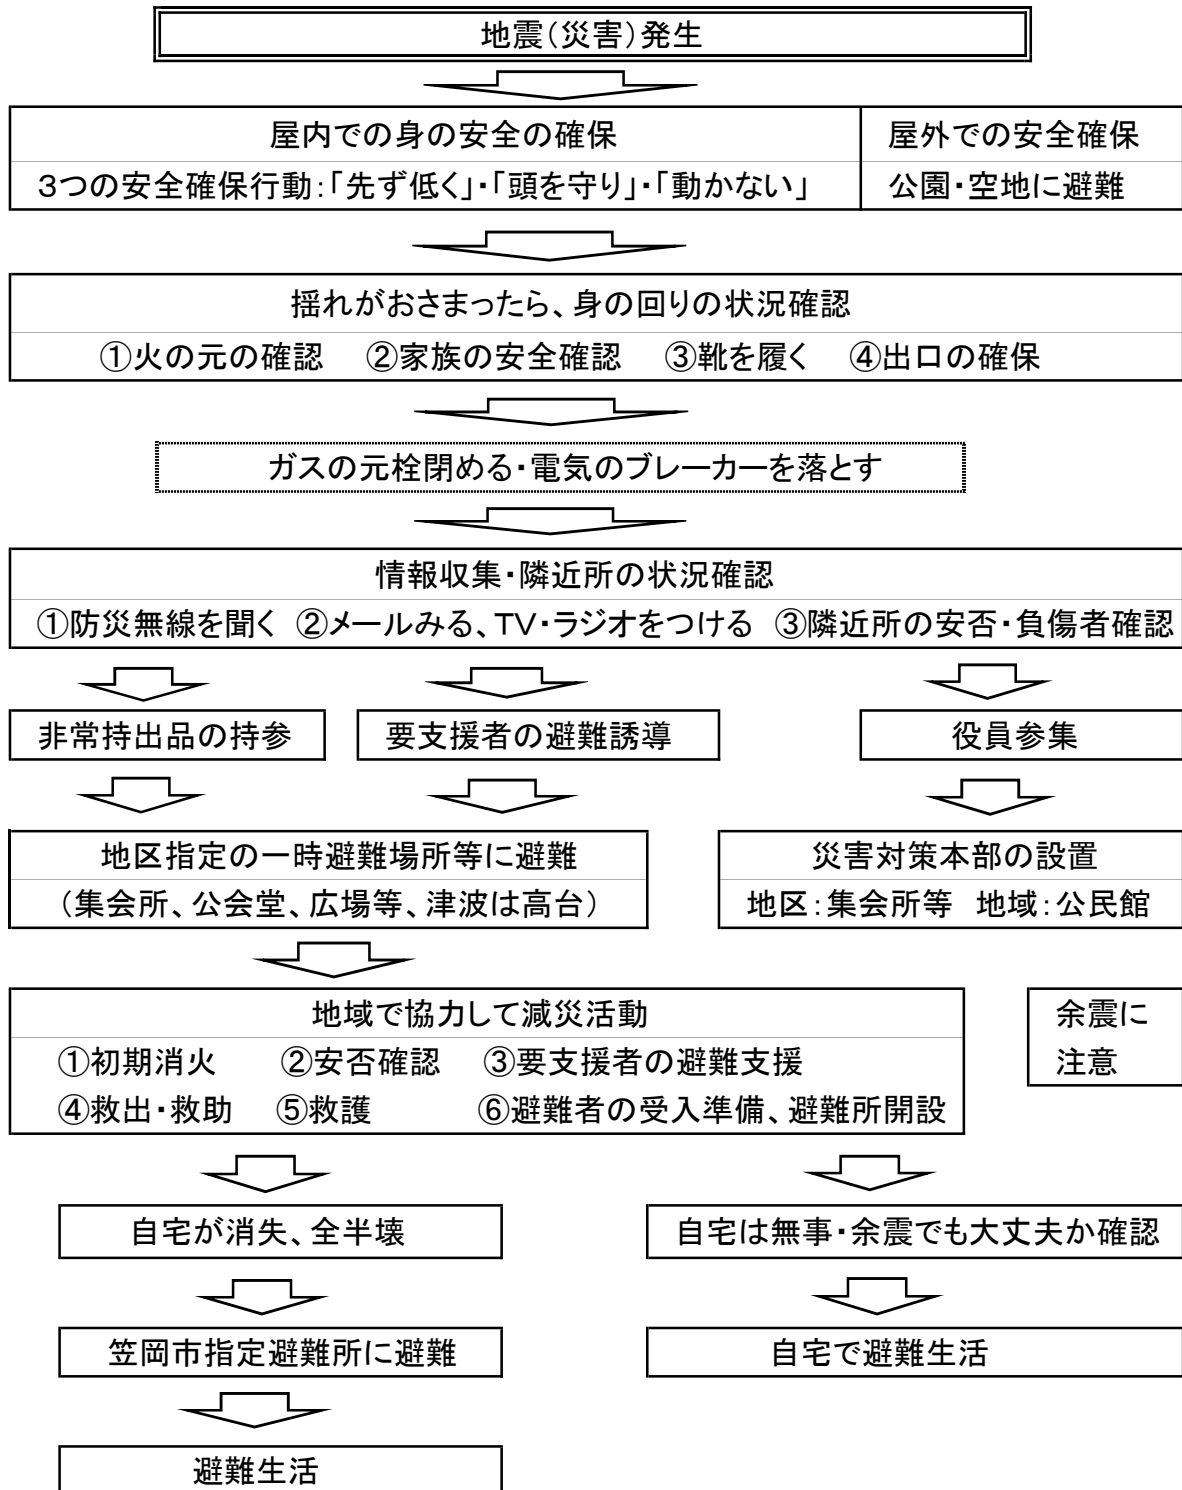 地震(災害)発生
屋内での身の安全の確保
屋外での安全確保
3つの安全確保行動:「先ず低く」・「頭を守り」・「動かない」
公園・空地に避難
揺れがおさまったら、身の回りの状況確認
①火の元の確認 ②家族の安全確認 ③靴を履く ④出口の確保
ガスの元栓閉める・電気のブレーカーを落とす
情報収集・隣近所の状況確認
①防災無線を聞く ②メールみる、TV・ラジオをつける ③隣近所の安否・負傷者確認
非常持出品の持参
要支援者の避難誘導
役員参集
地区指定の一時避難場所等に避難
(集会所、公会堂、広場等、津波は高台)
災害対策本部の設置
地区:集会所等 地域:公民館
地域で協力して減災活動
①初期消火 ②安否確認 ③要支援者の避難支援
④救出・救助 ⑤救護 ⑥避難者の受入準備、避難所開設
余震に
注意
自宅が消失、全半壊
自宅は無事・余震でも大丈夫か確認
笠岡市指定避難所に避難
自宅で避難生活
避難生活